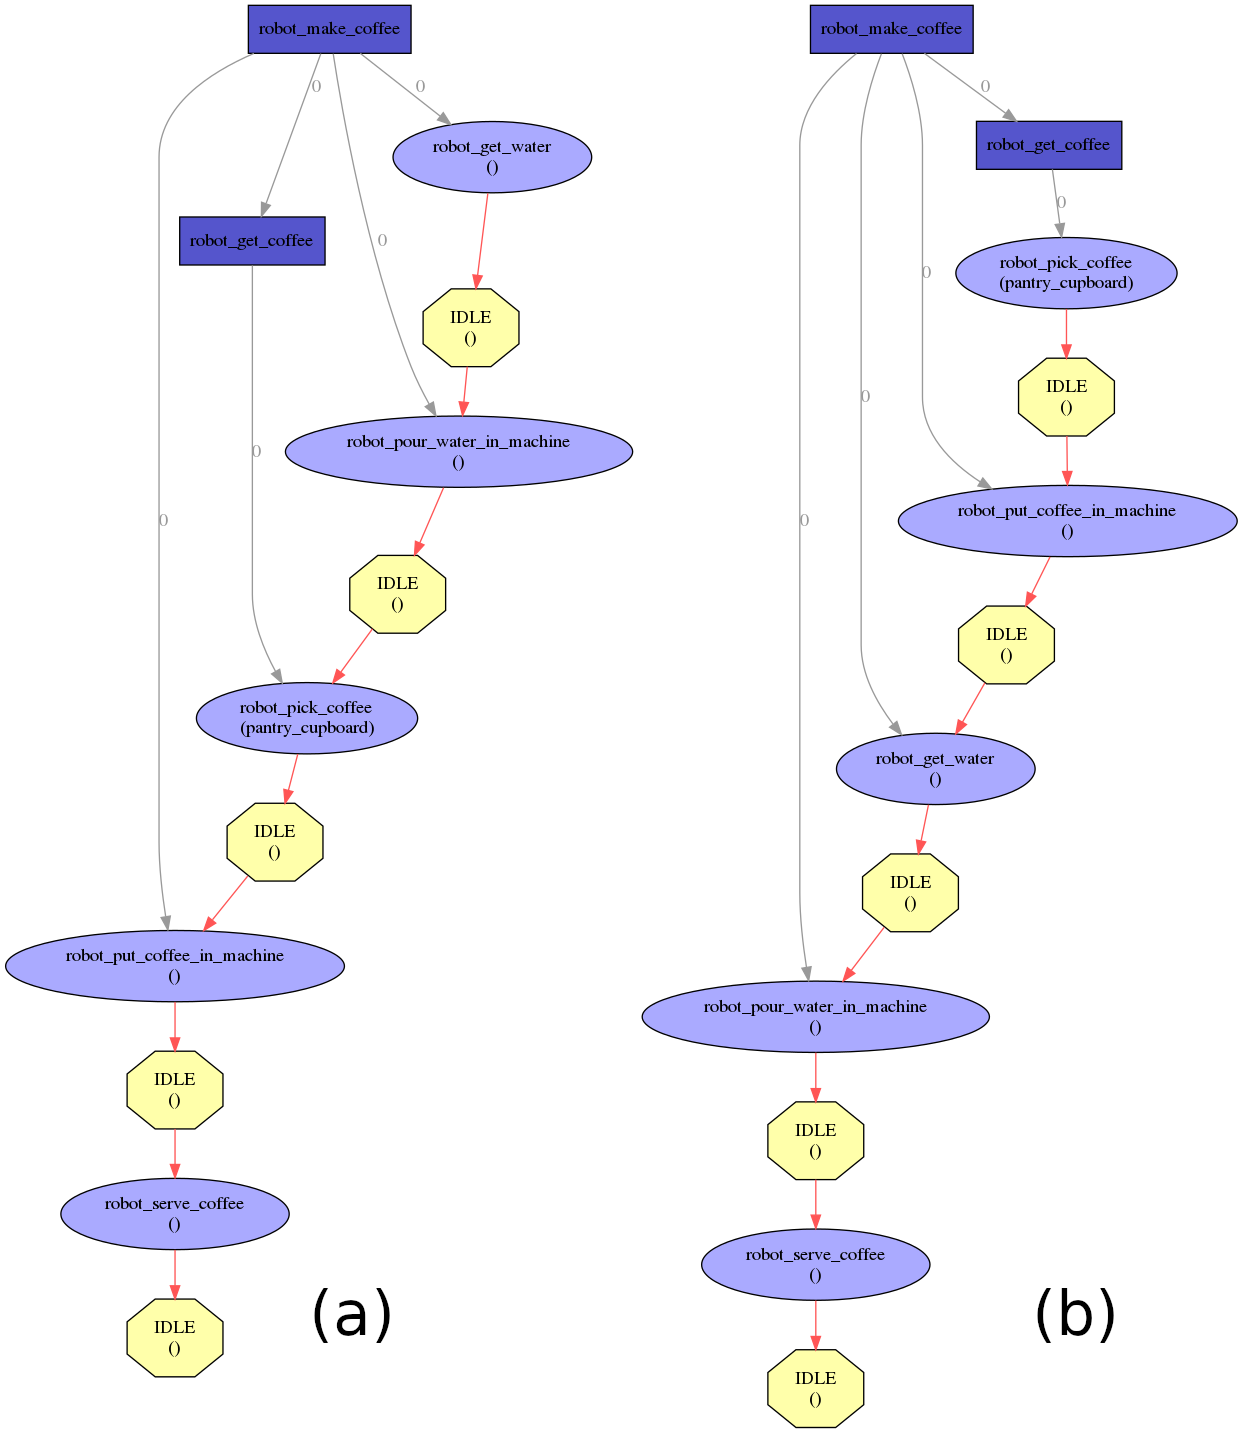 robot_make_coffee
0
0
0
robot_get_water
()
robot_get_coffee
IDLE
()
0
robot_pour_water_in_machine
()
0
IDLE
()
robot_pick_coffee
(pantry_cupboard)
IDLE
()
robot_put_coffee_in_machine
()
IDLE
()
robot_serve_coffee
()
IDLE
()
(a)
robot_make_coffee
0
robot_get_coffee
0
robot_pick_coffee
(pantry_cupboard)
0
IDLE
()
0
robot_put_coffee_in_machine
()
0
IDLE
()
robot_get_water
()
IDLE
()
robot_pour_water_in_machine
()
IDLE
()
robot_serve_coffee
()
IDLE
()
(b)